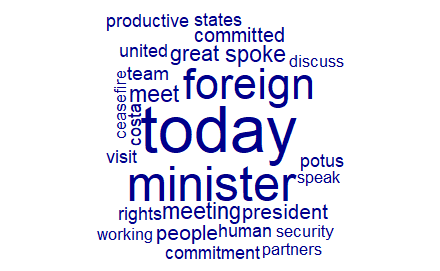 productive states
committed
united great spoke discuss
team
ceasefire
meet foreign
costa
today
visit
potus
minister speak
rights meeting president
working people human security
commitment partners